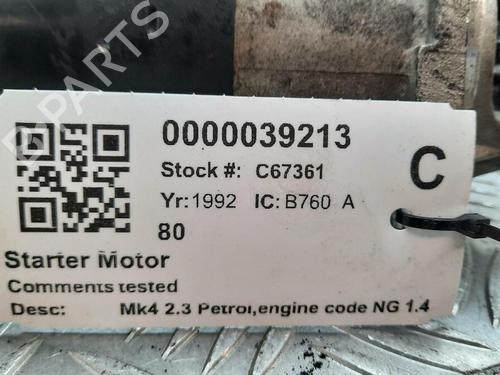 0000039213
Stock #: C67361
C
Yr:1992 IC: B760 A
80
Starter Motor
Comments tested
Desc: Mk4 2.3 Petrol,engine code NG 1.4
B-PARTS